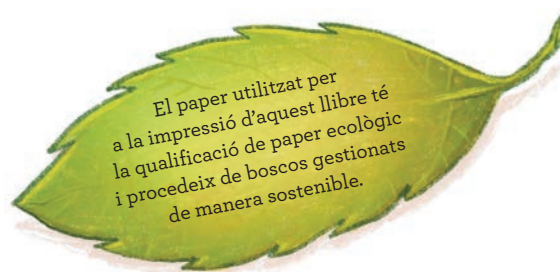 El paper utilitzat per
a la impressió d'aquest llibre té
la qualificació de paper ecològic
i procedeix de boscos gestionats
de manera sostenible.